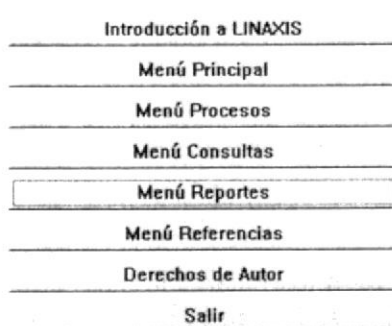 Introducción a LINAXIS
Menú Principal
Menú Procesos
Menú Consultas
Menú Reportes
Menú Referencias
Derechos de Autor
Salir